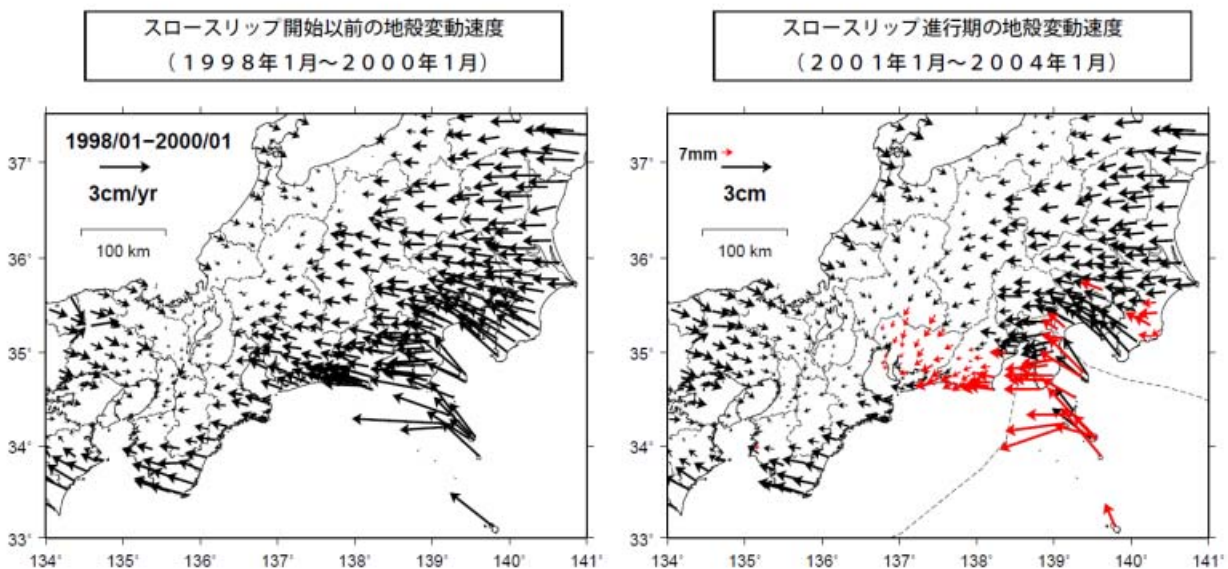 スロースリップ開始以前の地殻変動速度
（１９９８年１月～２０００年１月）
スロースリップ進行期の地殻変動速度
（２００１年１月～２００４年１月）
1998/01−2000/01
3cm/yr
100 km
37°
36°
35°
34°
33°
134° 135° 136° 137° 138° 139° 140° 141°
7mm
3cm
100 km
37°
36°
35°
34°
33°
134° 135° 136° 137° 138° 139° 140° 141°